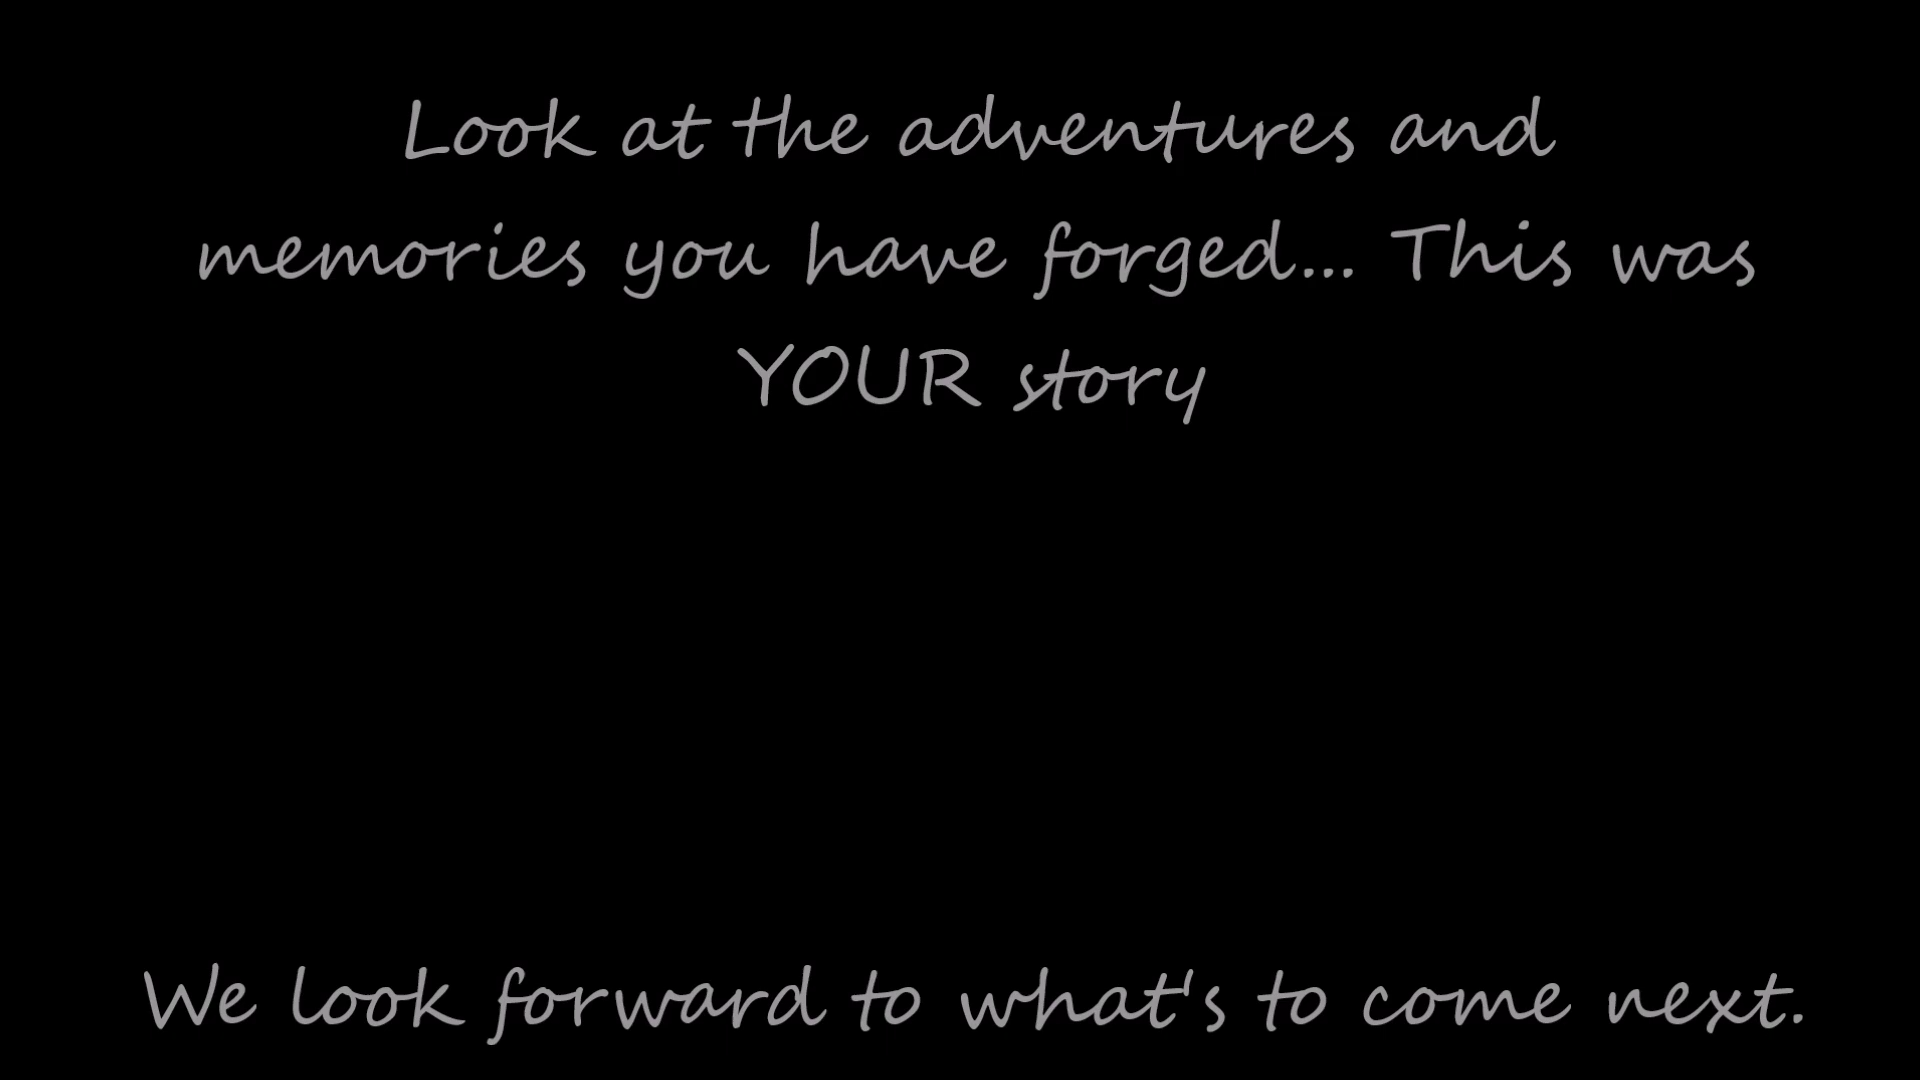 Look at the adventures and
memories you have forged... This was
YOUR story
We look forward to what's to come next.